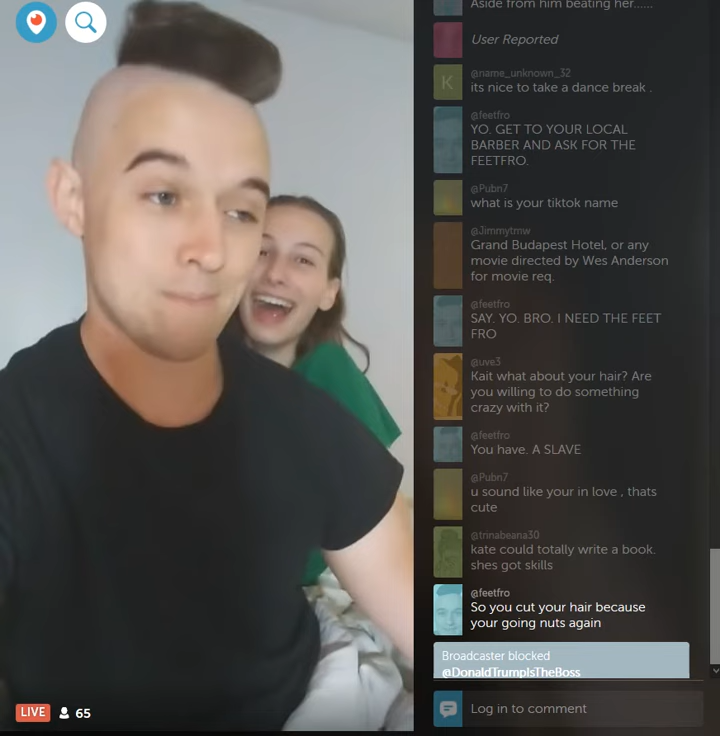 Aside from him beating her......
User Reported
K
@name_unknown_32
its nice to take a dance break .
@feetfro
YO. GET TO YOUR LOCAL
BARBER AND ASK FOR THE
FEETFRO.
@Pubn7
what is your tiktok name
@Jimmytmw
Grand Budapest Hotel, or any
movie directed by Wes Anderson
for movie req.
@feetfro
SAY. YO. BRO. I NEED THE FEET
FRO
@uve3
Kait what about your hair? Are
you willing to do something
crazy with it?
@feetfro
You have. A SLAVE
@Pubn7
u sound like your in love , thats
cute
@trinabeana30
kate could totally write a book.
shes got skills
@feetfro
So you cut your hair because
your going nuts again
Broadcaster blocked
@DonaldTrumpIsTheBoss
Log in to comment
LIVE 65